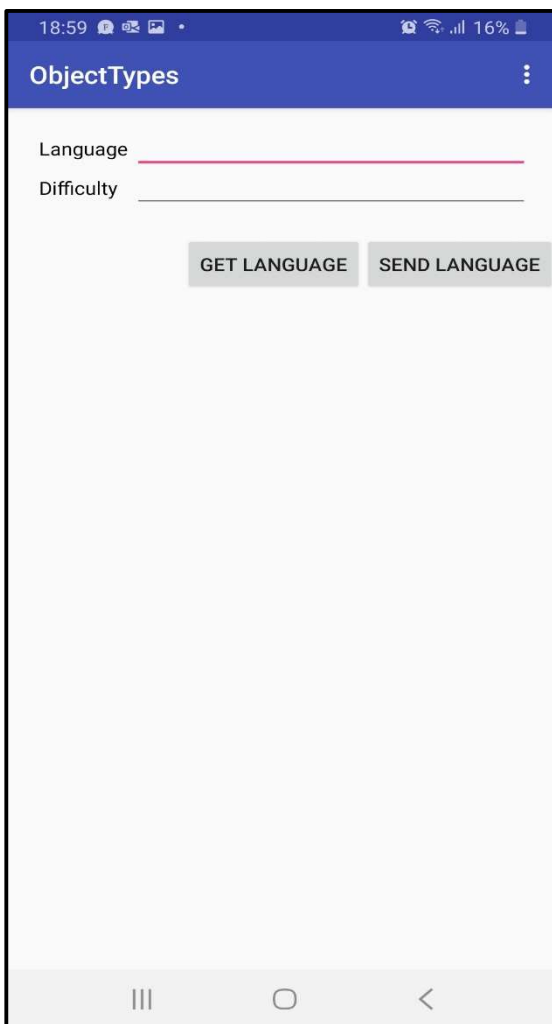 18:59 16%
ObjectTypes
Language
Difficulty
GET LANGUAGE SEND LANGUAGE